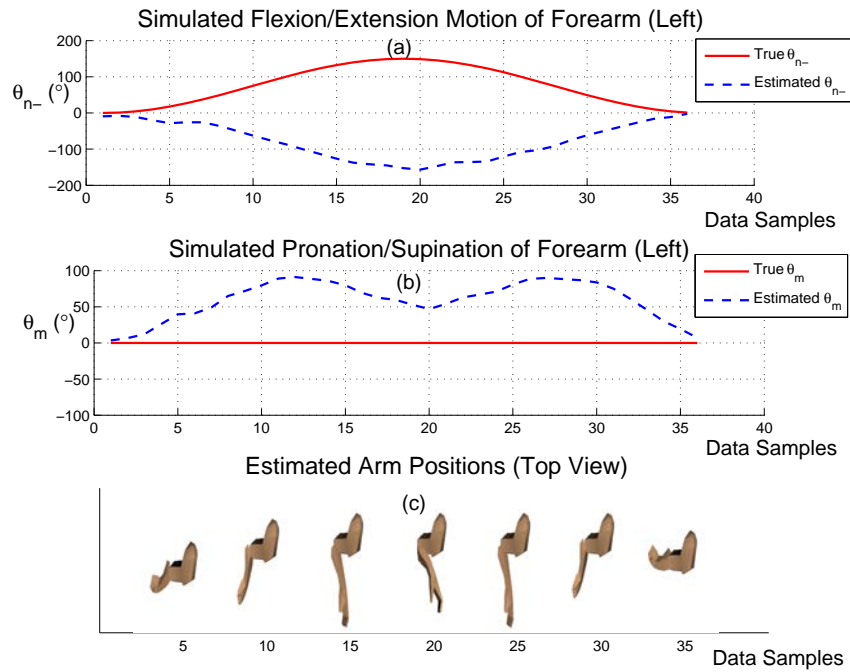 Simulated Flexion/Extension Motion of Forearm (Left)
(a)
200
100
0
−100
−200
θn− (°)
True θn−
Estimated θn−
0 5 10 15 20 25 30 35 40
Data Samples
Simulated Pronation/Supination of Forearm (Left)
(b)
100
50
0
−50
−100
θm (°)
True θm
Estimated θm
0 5 10 15 20 25 30 35 40
Data Samples
Estimated Arm Positions (Top View)
(c)
5 10 15 20 25 30 35
Data Samples